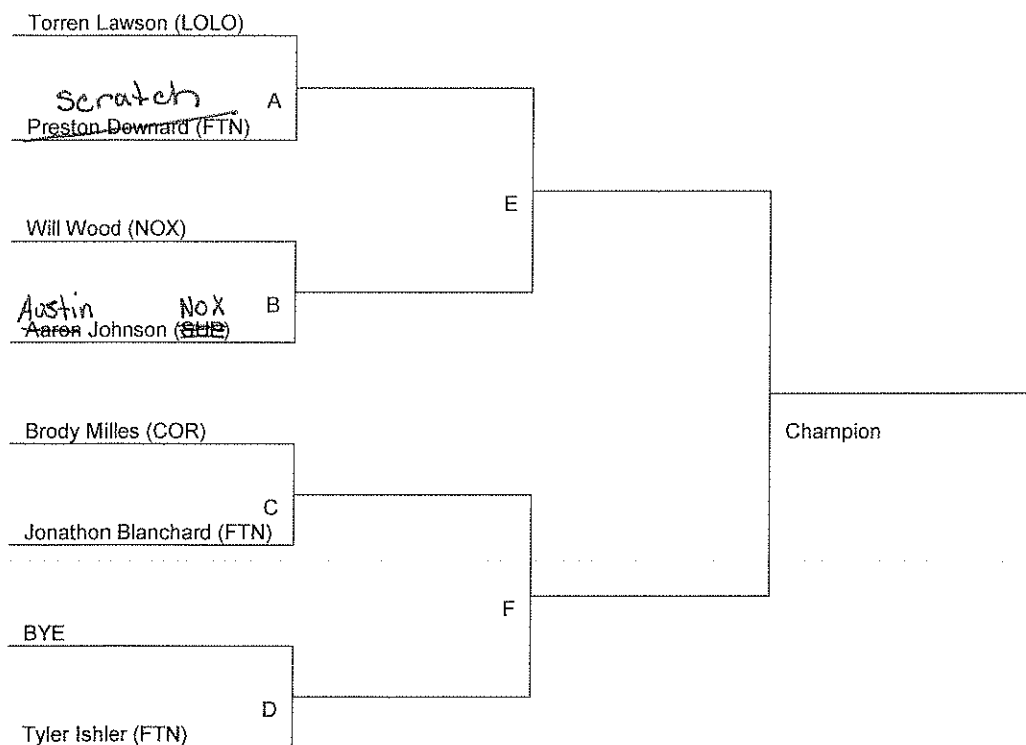 Torren Lawson (LOLO)
scratch A
Preston Downard (FTN)
E
Will Wood (NOX)
Austin NOX B
Aaron Johnson (SUP)
Brody Milles (COR)
Champion
C
Jonathon Blanchard (FTN)
F
BYE
D
Tyler Ishler (FTN)